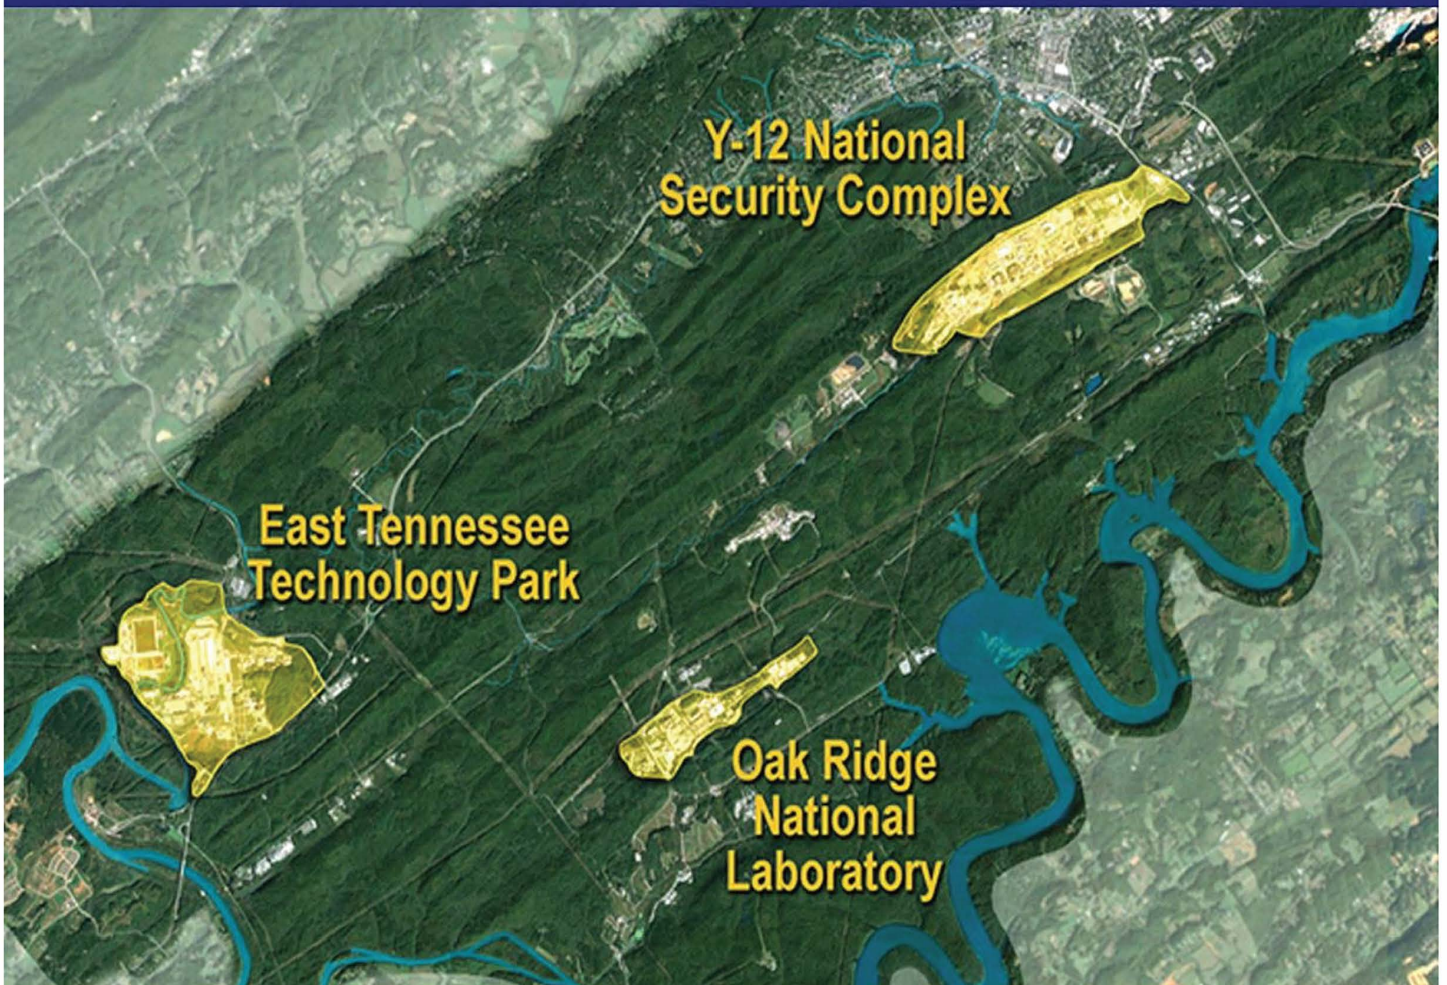 Y-12 National
Security Complex
East Tennessee
Technology Park
Oak Ridge
National
Laboratory